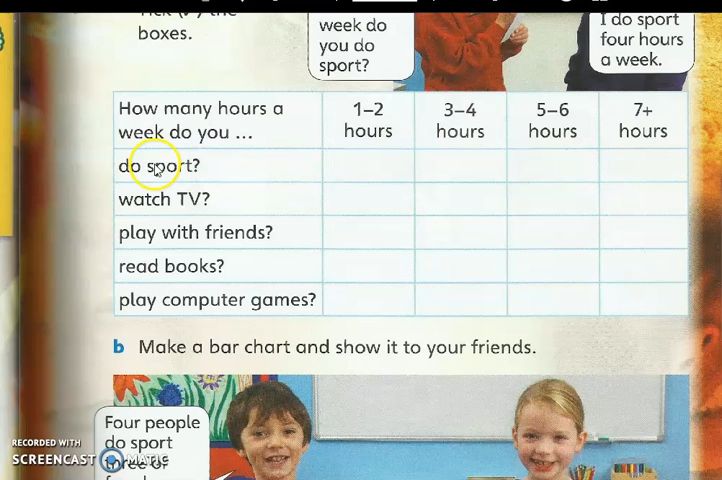 boxes.
week do
you do
sport?
I do sport
four hours
a week.
How many hours a
week do you ...
1–2
hours
3–4
hours
5–6
hours
7+
hours
do sport?
watch TV?
play with friends?
read books?
play computer games?
b Make a bar chart and show it to your friends.
Four people
do sport
three or
RECORDED WITH
SCREENCAST MATIC